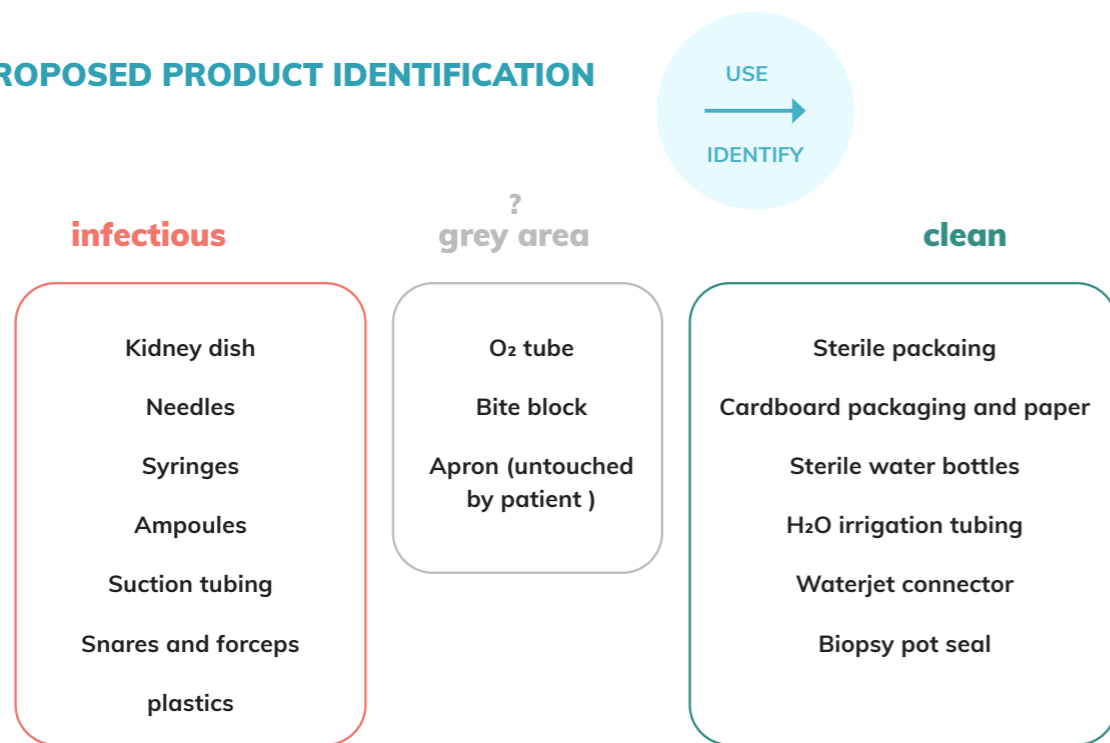 ROPOSED PRODUCT IDENTIFICATION
USE
IDENTIFY
infectious
Kidney dish
Needles
Syringes
Ampoules
Suction tubing
Snares and forceps
plastics
?
grey area
O₂ tube
Bite block
Apron (untouched
by patient )
clean
Sterile packaing
Cardboard packaging and paper
Sterile water bottles
H₂O irrigation tubing
Waterjet connector
Biopsy pot seal